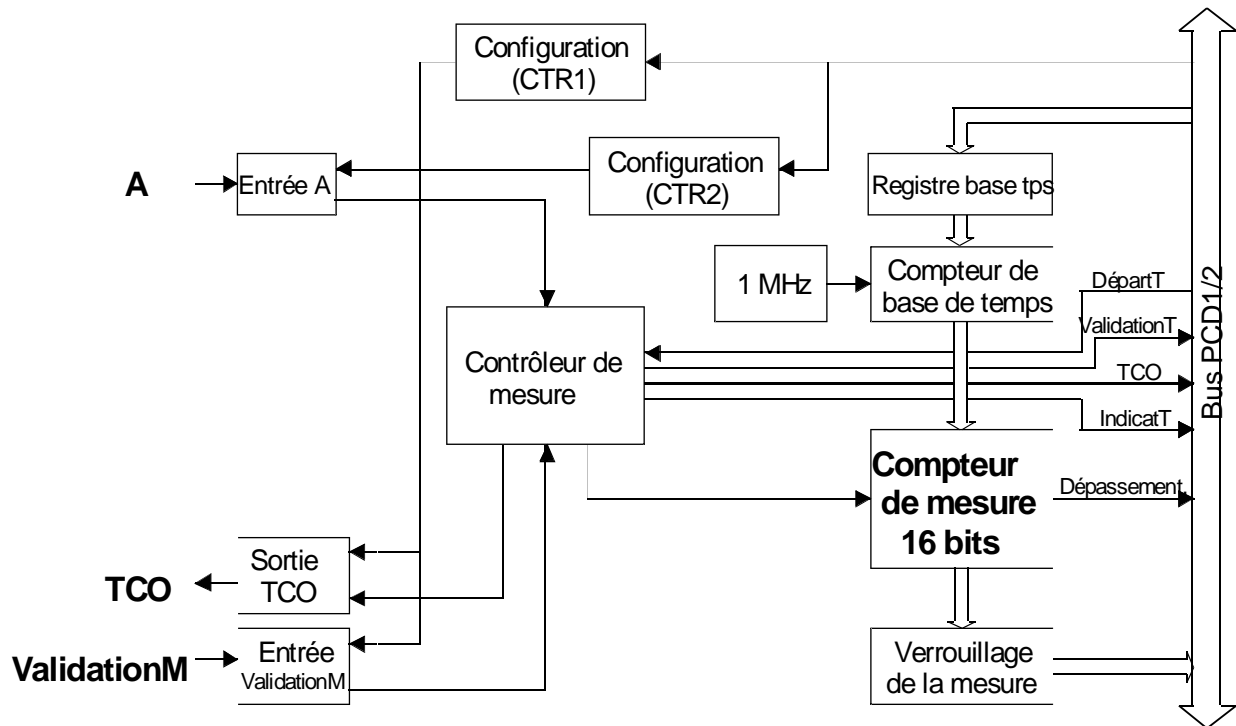 Configuration
(CTR1)
A
Entrée A
Configuration
(CTR2)
Registre base tps
1 MHz
Compteur de
base de temps
DépartT
ValidationT
TCO
IndicatT
Dépassement
Bus PCD1/2
Contrôleur de
mesure
Compteur
de mesure
16 bits
TCO
Sortie
TCO
ValidationM
Entrée
ValidationM
Verrouillage
de la mesure